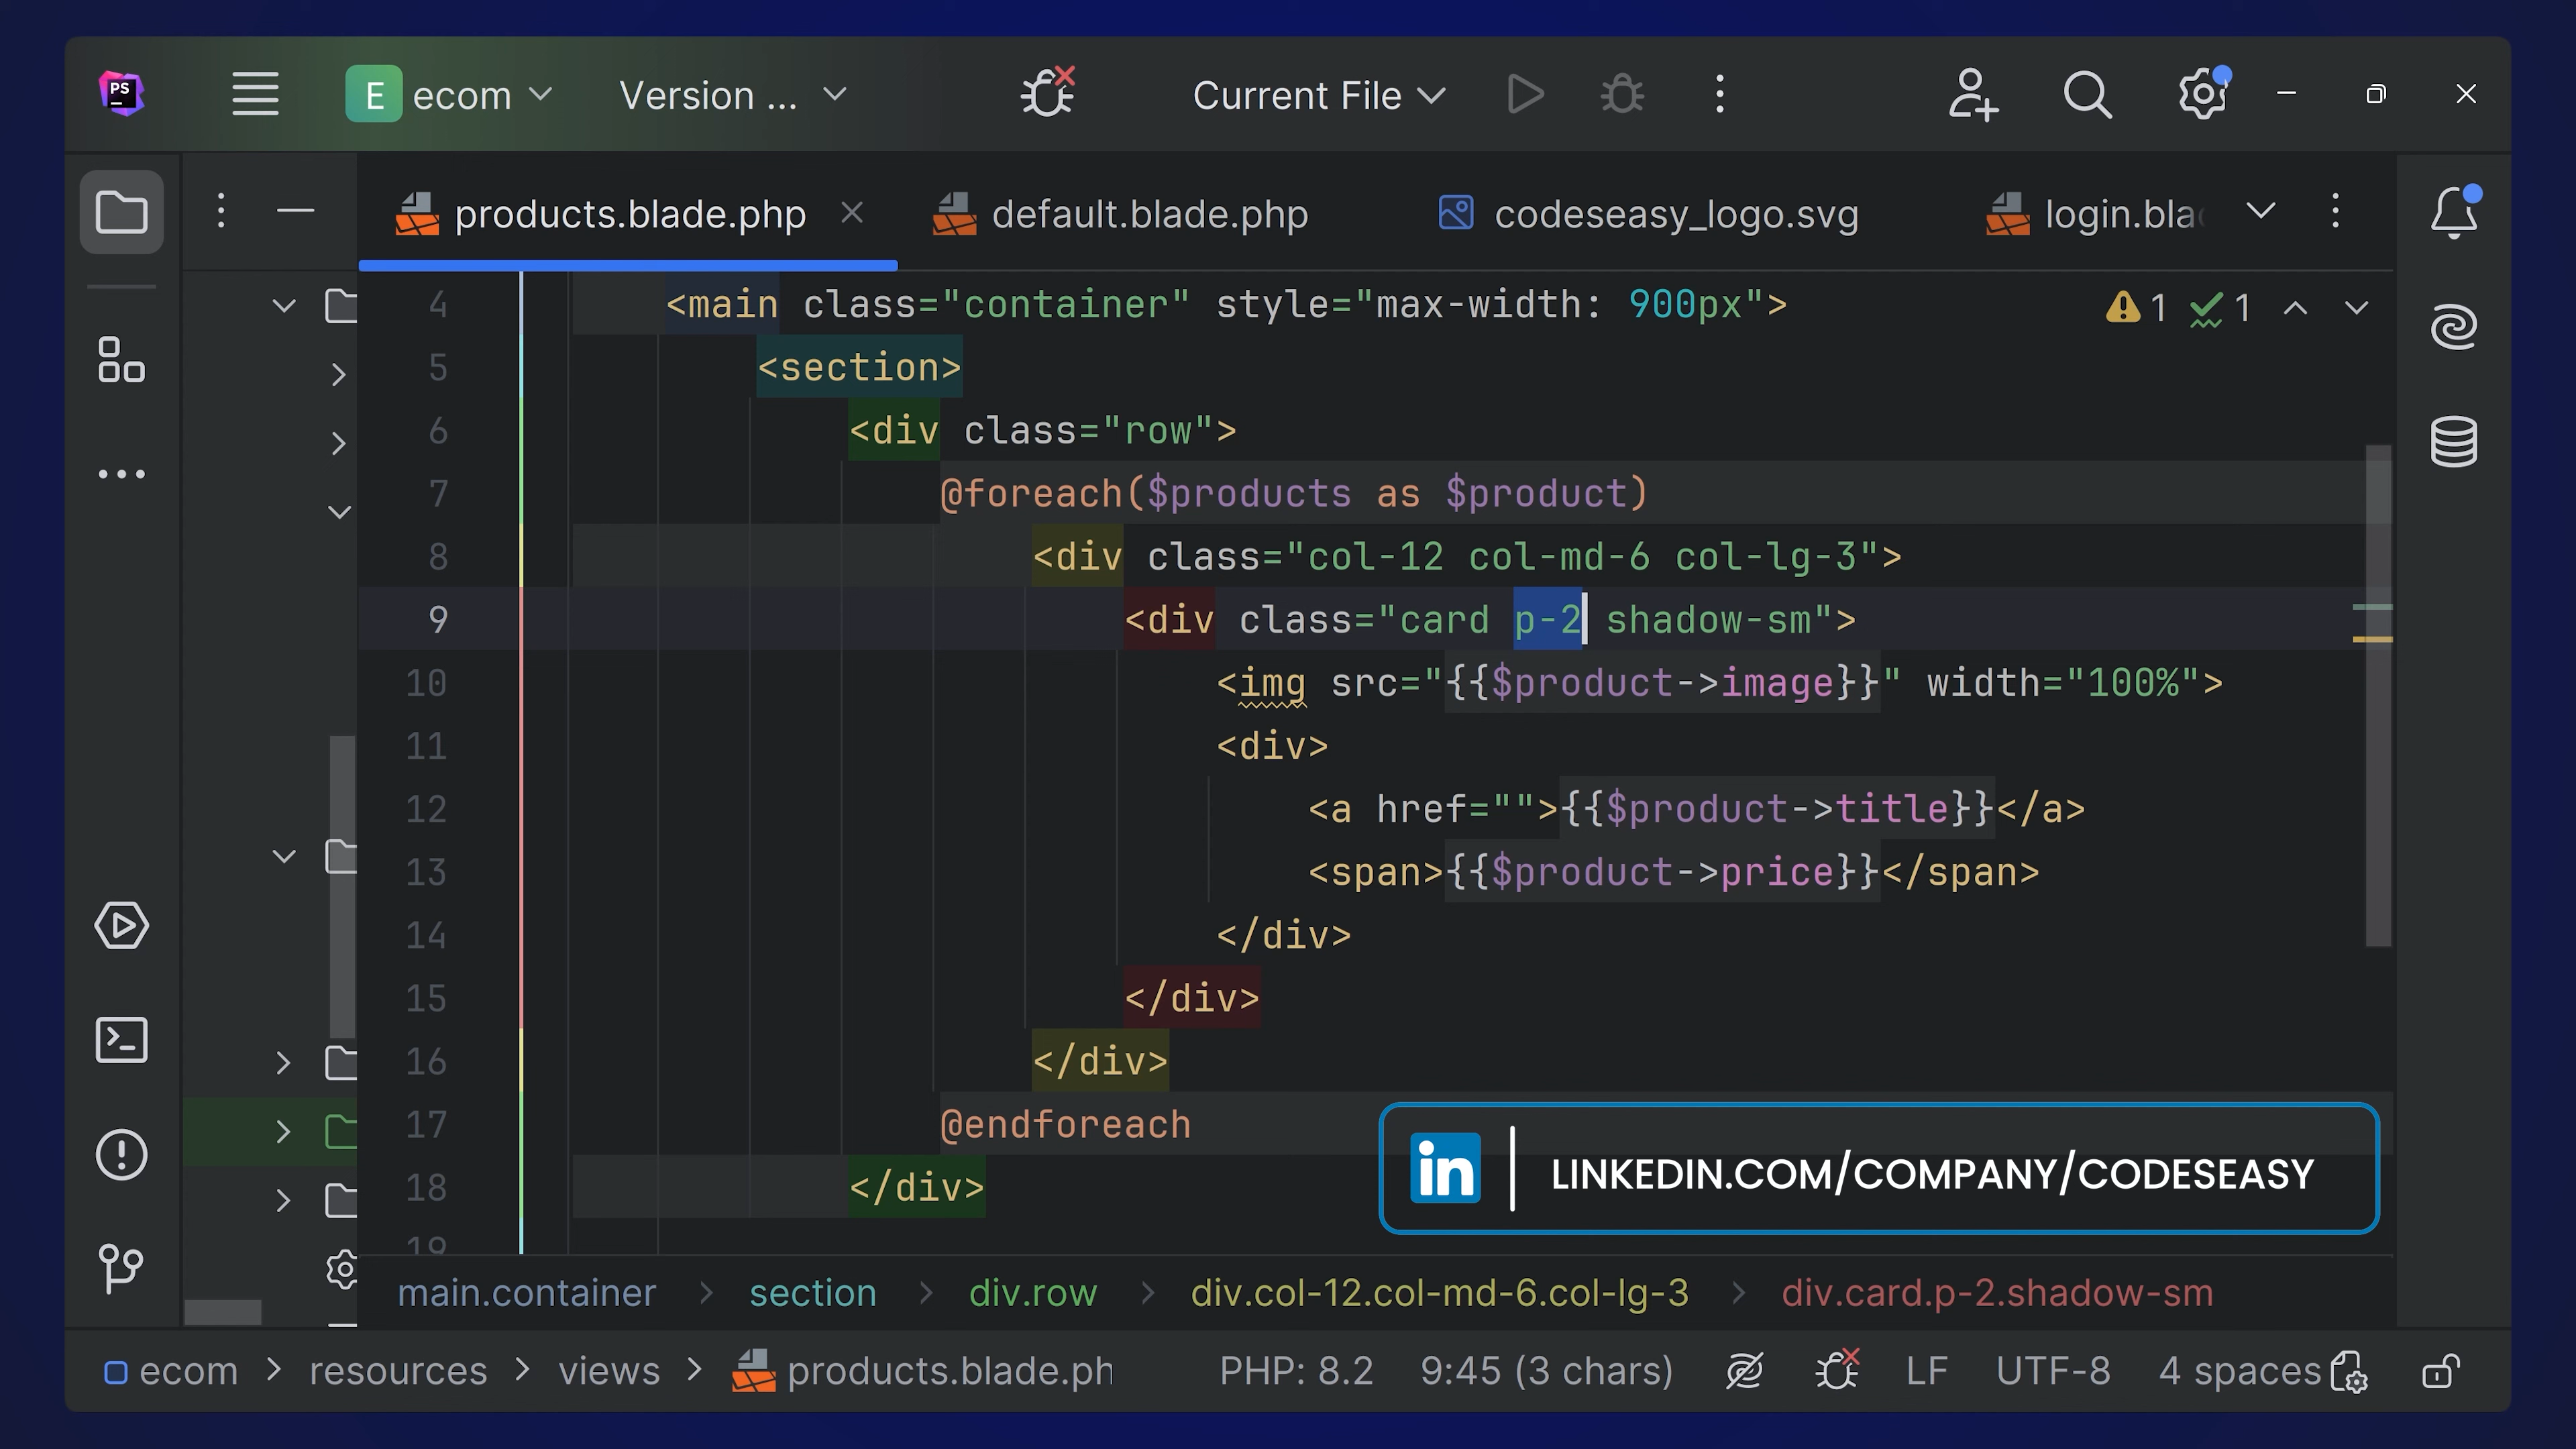 PS
E ecom
Version ...
Current File
products.blade.php
default.blade.php
codeseasy_logo.svg
login.bla
4 <main class="container" style="max-width: 900px">
1 1
5 <section>
6 <div class="row">
7 @foreach($products as $product)
8 <div class="col-12 col-md-6 col-lg-3">
9 <div class="card p-2 shadow-sm">
10 <img src="{{$product->image}}" width="100%">
11 <div>
12 <a href="">{{$product->title}}</a>
13 <span>{{$product->price}}</span>
14 </div>
15 </div>
16 </div>
17 @endforeach
18 </div>
19
in | LINKEDIN.COM/COMPANY/CODESEASY
main.container > section > div.row > div.col-12.col-md-6.col-lg-3 > div.card.p-2.shadow-sm
ecom > resources > views > products.blade.ph
PHP: 8.2
9:45 (3 chars)
LF
UTF-8
4 spaces